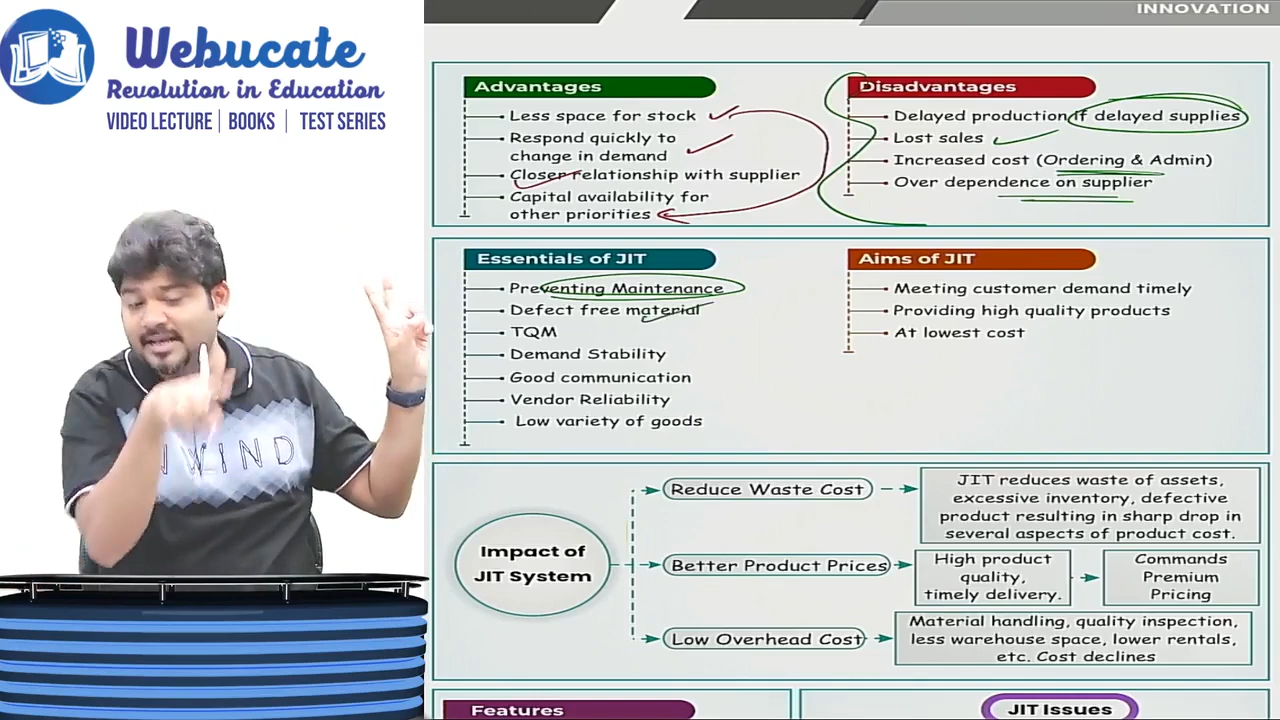 Webucate
Revolution in Education
VIDEO LECTURE | BOOKS | TEST SERIES
INNOVATION
Advantages
Less space for stock
Respond quickly to
change in demand
Closer relationship with supplier
Capital availability for
other priorities
Disadvantages
Delayed production if delayed supplies
Lost sales
Increased cost (Ordering & Admin)
Over dependence on supplier
Essentials of JIT
Preventing Maintenance
Defect free material
TQM
Demand Stability
Good communication
Vendor Reliability
Low variety of goods
Aims of JIT
Meeting customer demand timely
Providing high quality products
At lowest cost
Impact of
JIT System
Reduce Waste Cost
JIT reduces waste of assets,
excessive inventory, defective
product resulting in sharp drop in
several aspects of product cost.
Better Product Prices
High product
quality,
timely delivery.
Commands
Premium
Pricing
Low Overhead Cost
Material handling, quality inspection,
less warehouse space, lower rentals,
etc. Cost declines
Features
JIT Issues